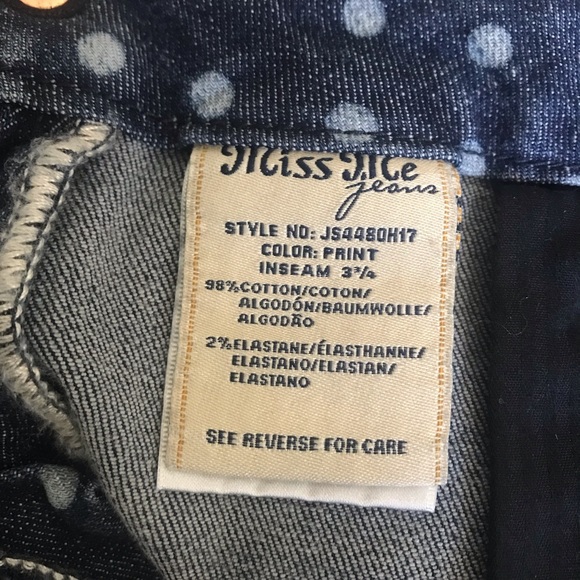 Miss Me
jeans
STYLE NO: JS4480H17
COLOR: PRINT
INSEAM 3¾
98%COTTON/COTON/
ALGODÓN/BAUMWOLLE/
ALGODÃO
2%ELASTANE/ÉLASTHANNE/
ELASTANO/ELASTAN/
ELASTANO
SEE REVERSE FOR CARE